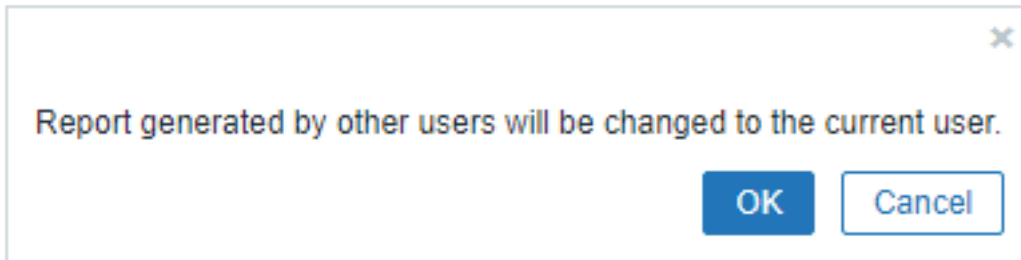 Report generated by other users will be changed to the current user.
OK Cancel